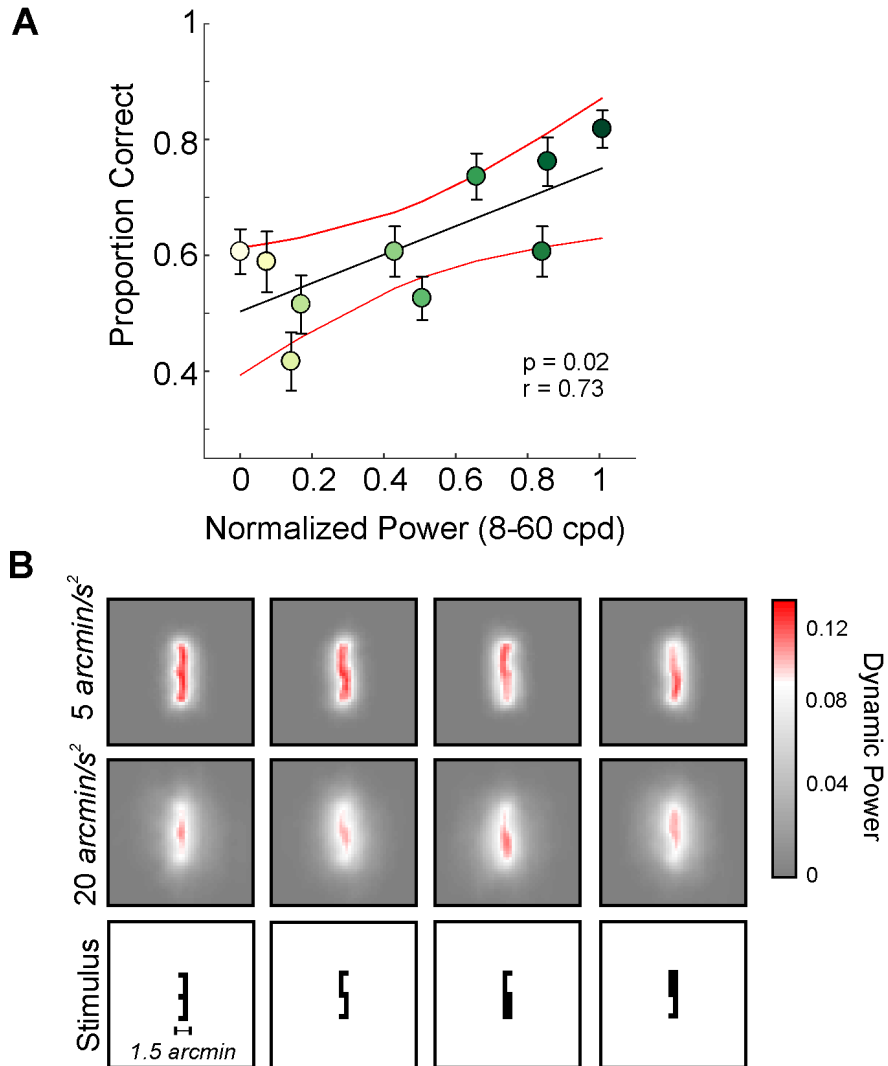 A
1
0.8
0.6
0.4
Proportion Correct
p = 0.02
r = 0.73
0 0.2 0.4 0.6 0.8 1
Normalized Power (8-60 cpd)
B
5 arcmin/s²
20 arcmin/s²
Stimulus
1.5 arcmin
0.12
0.08
0.04
0
Dynamic Power